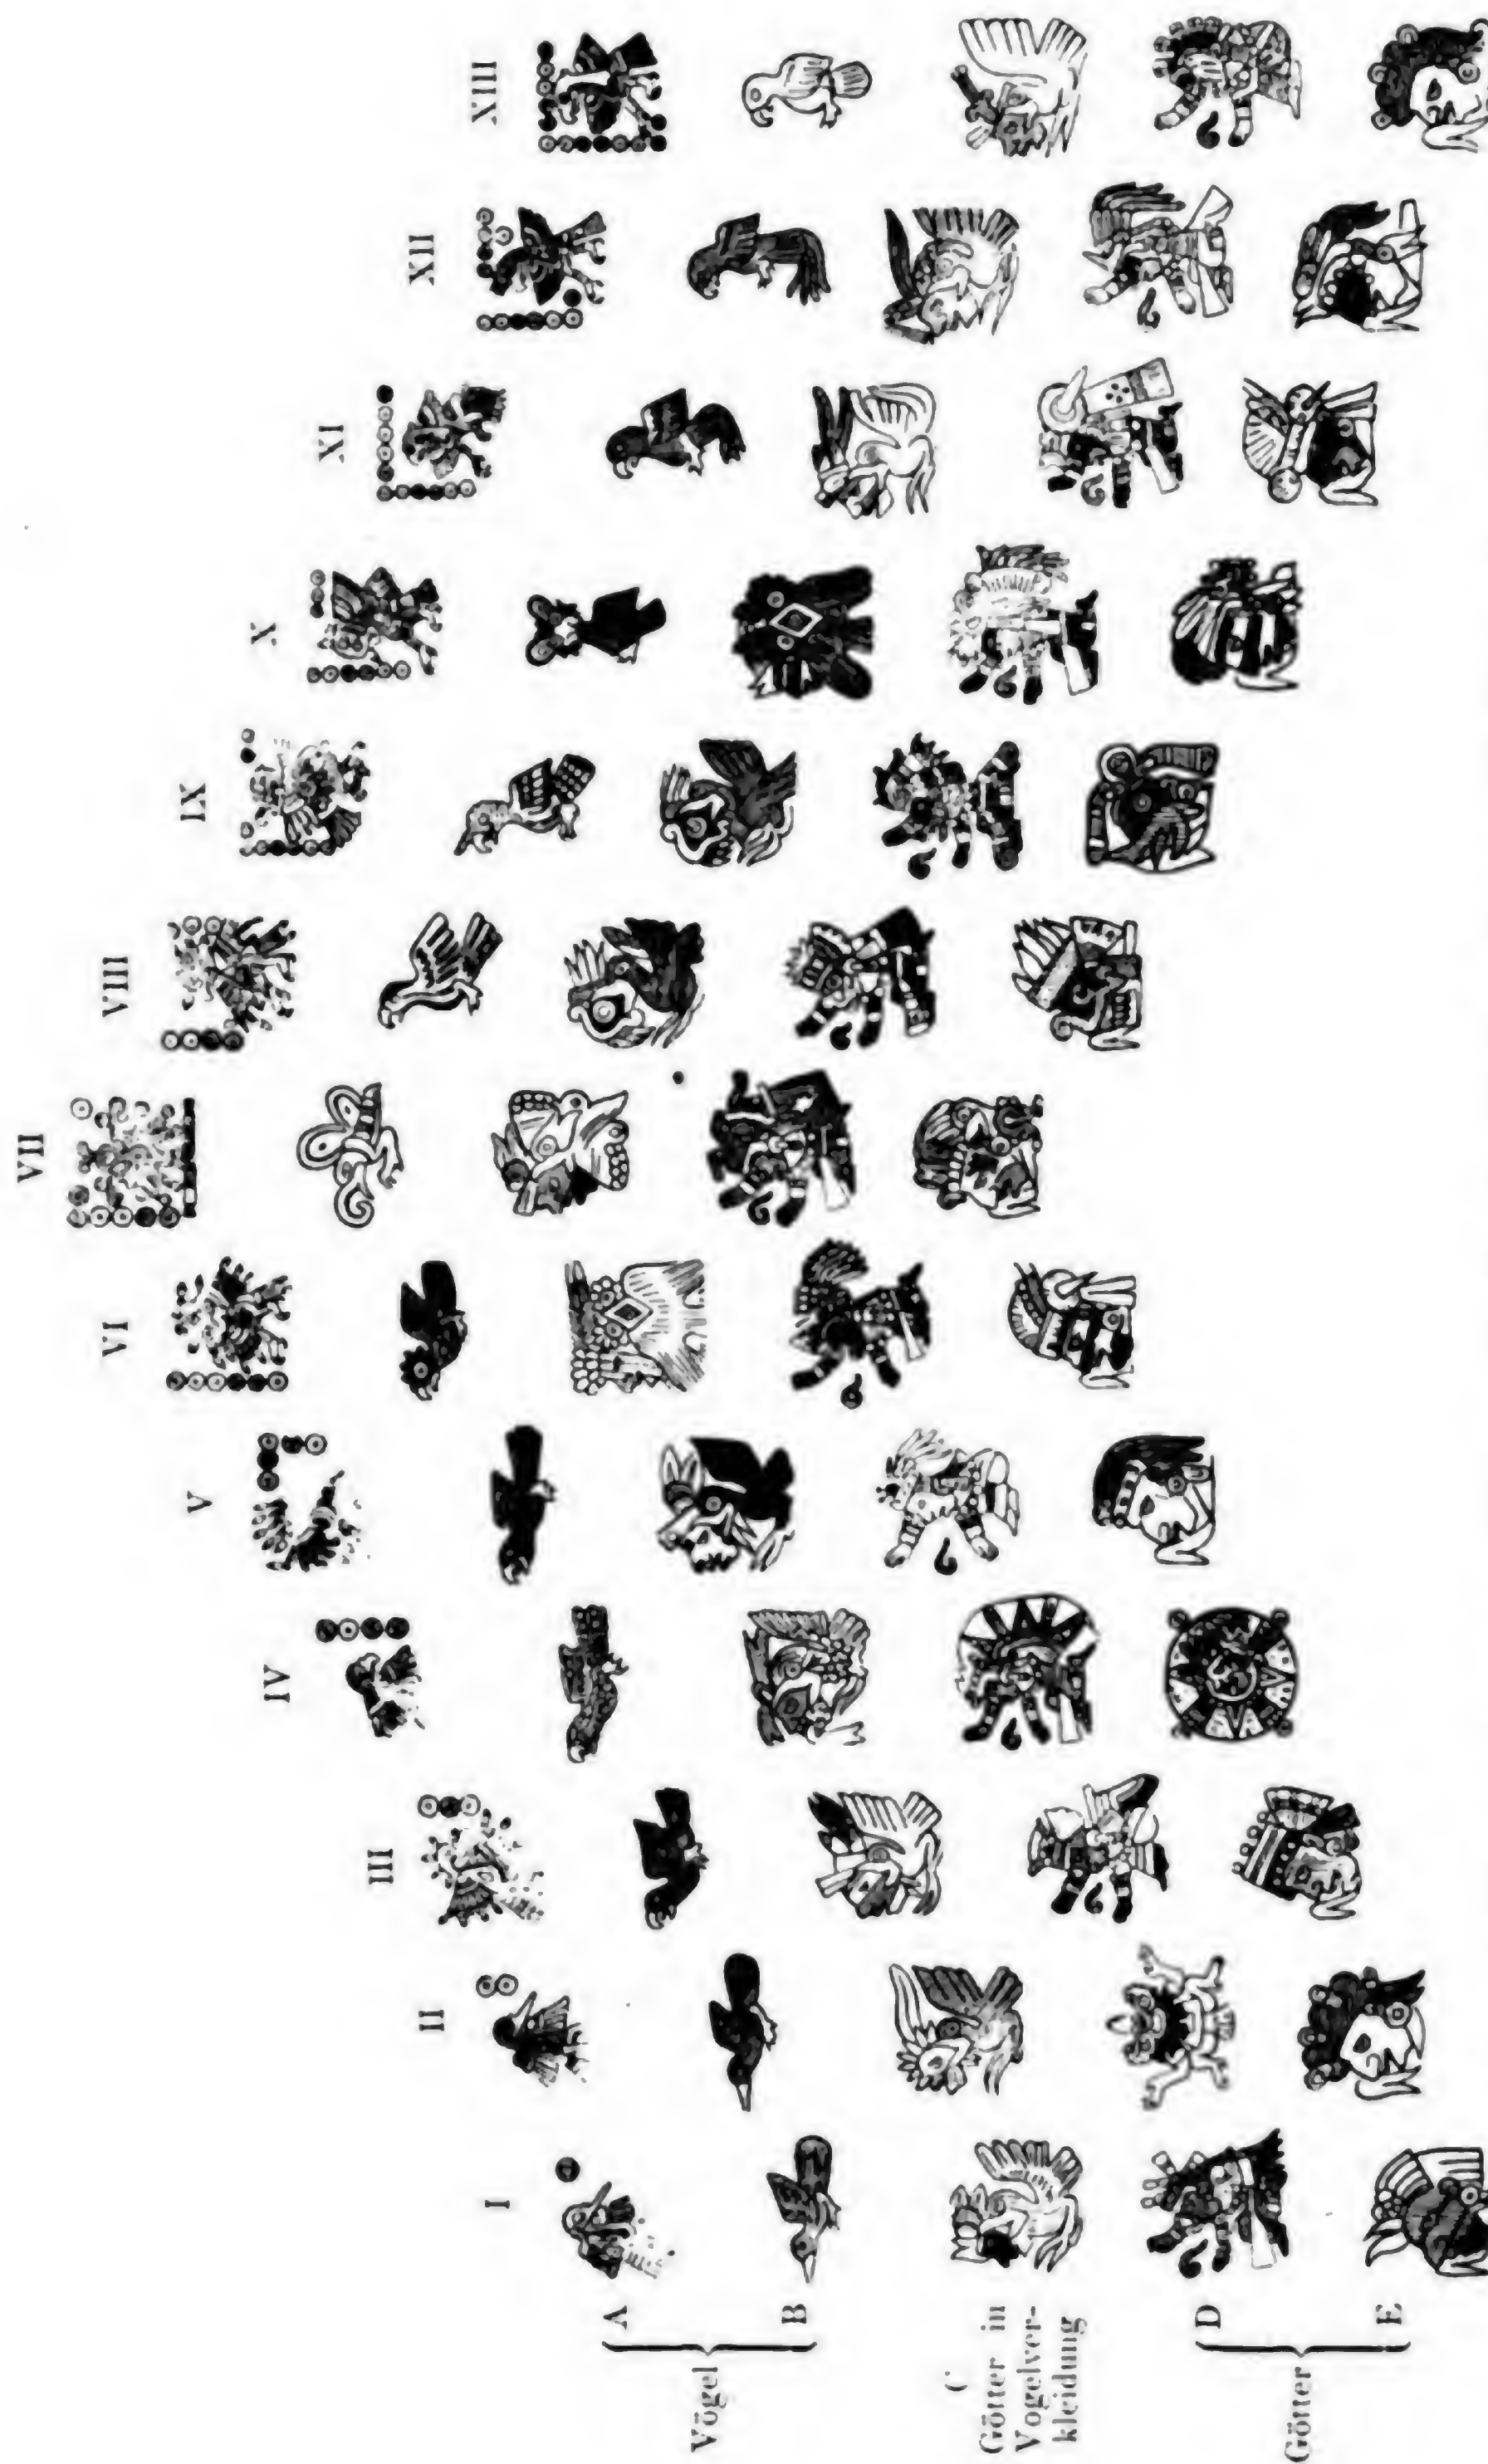 I II III IV V VI VII VIII IX X XI XII XIII
Vögel
A
B
C
Götter in
Vogelver-
kleidung
Götter
D
E